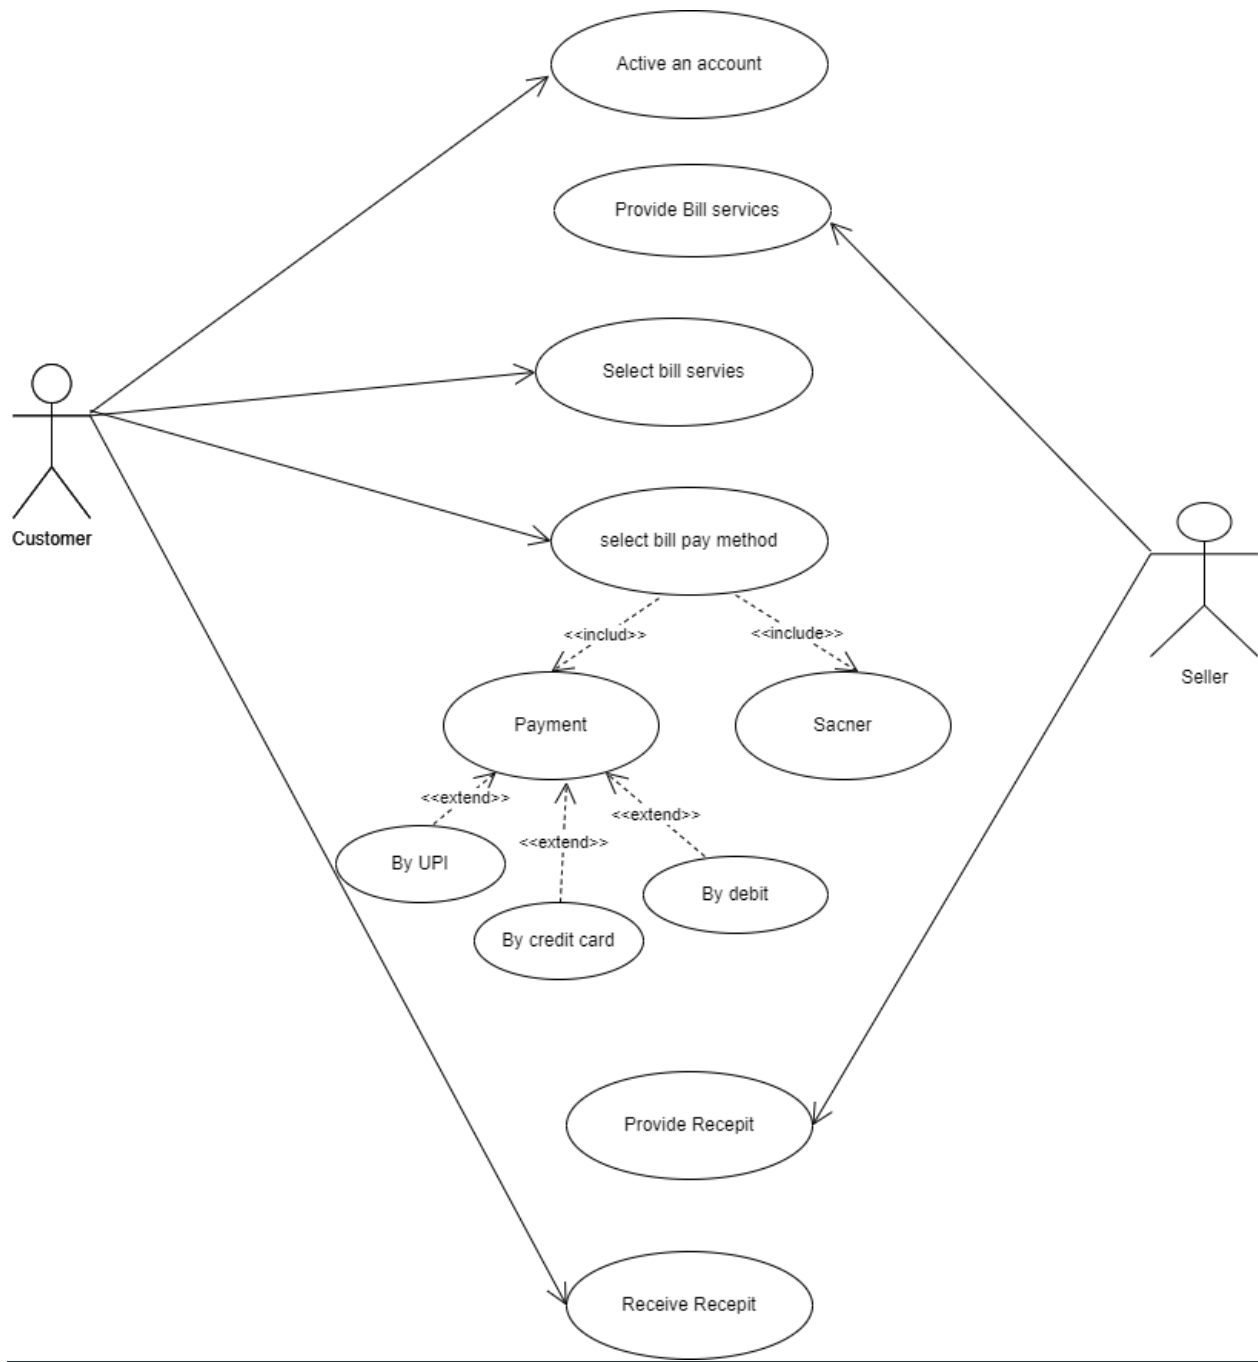 Active an account
Provide Bill services
Select bill servies
Customer
select bill pay method
<<includ>>
<<include>>
Seller
Payment
Sacner
<<extend>>
<<extend>>
<<extend>>
By UPI
By debit
By credit card
Provide Recepit
Receive Recepit